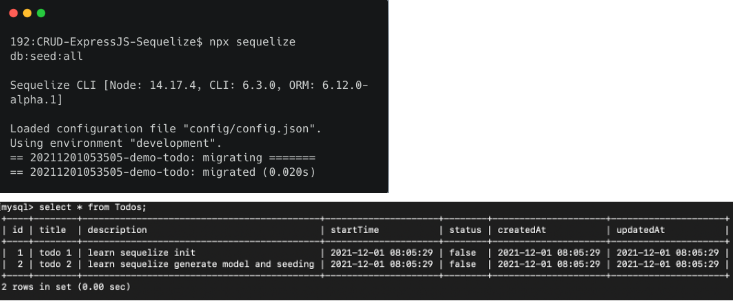 192:CRUD-ExpressJS-Sequelize$ npx sequelize
db:seed:all
Sequelize CLI [Node: 14.17.4, CLI: 6.3.0, ORM: 6.12.0-
alpha.1]
Loaded configuration file "config/config.json".
Using environment "development".
== 20211201053505-demo-todo: migrating =======
== 20211201053505-demo-todo: migrated (0.020s)
mysql> select * from Todos;
+----+--------+---------------------------------------------+---------------------+--------+---------------------+---------------------+
| id | title | description | startTime | status | createdAt | updatedAt |
+----+--------+---------------------------------------------+---------------------+--------+---------------------+---------------------+
| 1 | todo 1 | learn sequelize init | 2021-12-01 08:05:29 | false | 2021-12-01 08:05:29 | 2021-12-01 08:05:29 |
| 2 | todo 2 | learn sequelize generate model and seeding | 2021-12-01 08:05:29 | false | 2021-12-01 08:05:29 | 2021-12-01 08:05:29 |
+----+--------+---------------------------------------------+---------------------+--------+---------------------+---------------------+
2 rows in set (0.00 sec)